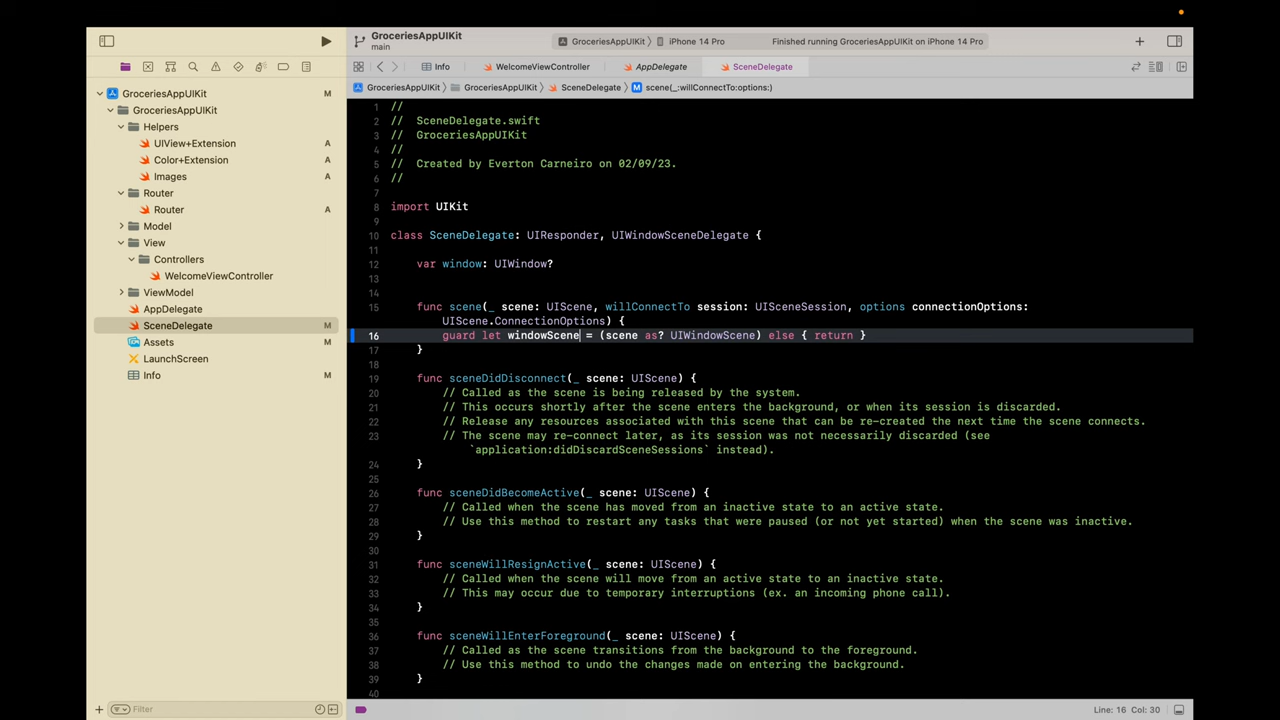 GroceriesAppUIKit
main
GroceriesAppUIKit
iPhone 14 Pro
Finished running GroceriesAppUIKit on iPhone 14 Pro
Info
WelcomeViewController
AppDelegate
SceneDelegate
GroceriesAppUIKit
GroceriesAppUIKit
SceneDelegate
M scene(_:willConnectTo:options:)
GroceriesAppUIKit M
GroceriesAppUIKit
Helpers
UIView+Extension A
Color+Extension A
Images A
Router
Router A
Model
View
Controllers
WelcomeViewController
ViewModel
AppDelegate
SceneDelegate M
Assets M
LaunchScreen
Info
Filter
1 //
2 //  SceneDelegate.swift
3 //  GroceriesAppUIKit
4 //
5 //  Created by Everton Carneiro on 02/09/23.
6 //
7
8 import UIKit
9
10 class SceneDelegate: UIResponder, UIWindowSceneDelegate {
11
12     var window: UIWindow?
13
14
15     func scene(_ scene: UIScene, willConnectTo session: UISceneSession, options connectionOptions:
UIScene.ConnectionOptions) {
16         guard let windowScene = (scene as? UIWindowScene) else { return }
17     }
18
19     func sceneDidDisconnect(_ scene: UIScene) {
20         // Called as the scene is being released by the system.
21         // This occurs shortly after the scene enters the background, or when its session is discarded.
22         // Release any resources associated with this scene that can be re-created the next time the scene connects.
23         // The scene may re-connect later, as its session was not necessarily discarded (see
`application:didDiscardSceneSessions` instead).
24     }
25
26     func sceneDidBecomeActive(_ scene: UIScene) {
27         // Called when the scene has moved from an inactive state to an active state.
28         // Use this method to restart any tasks that were paused (or not yet started) when the scene was inactive.
29     }
30
31     func sceneWillResignActive(_ scene: UIScene) {
32         // Called when the scene will move from an active state to an inactive state.
33         // This may occur due to temporary interruptions (ex. an incoming phone call).
34     }
35
36     func sceneWillEnterForeground(_ scene: UIScene) {
37         // Called as the scene transitions from the background to the foreground.
38         // Use this method to undo the changes made on entering the background.
39     }
40
Line: 16  Col: 30